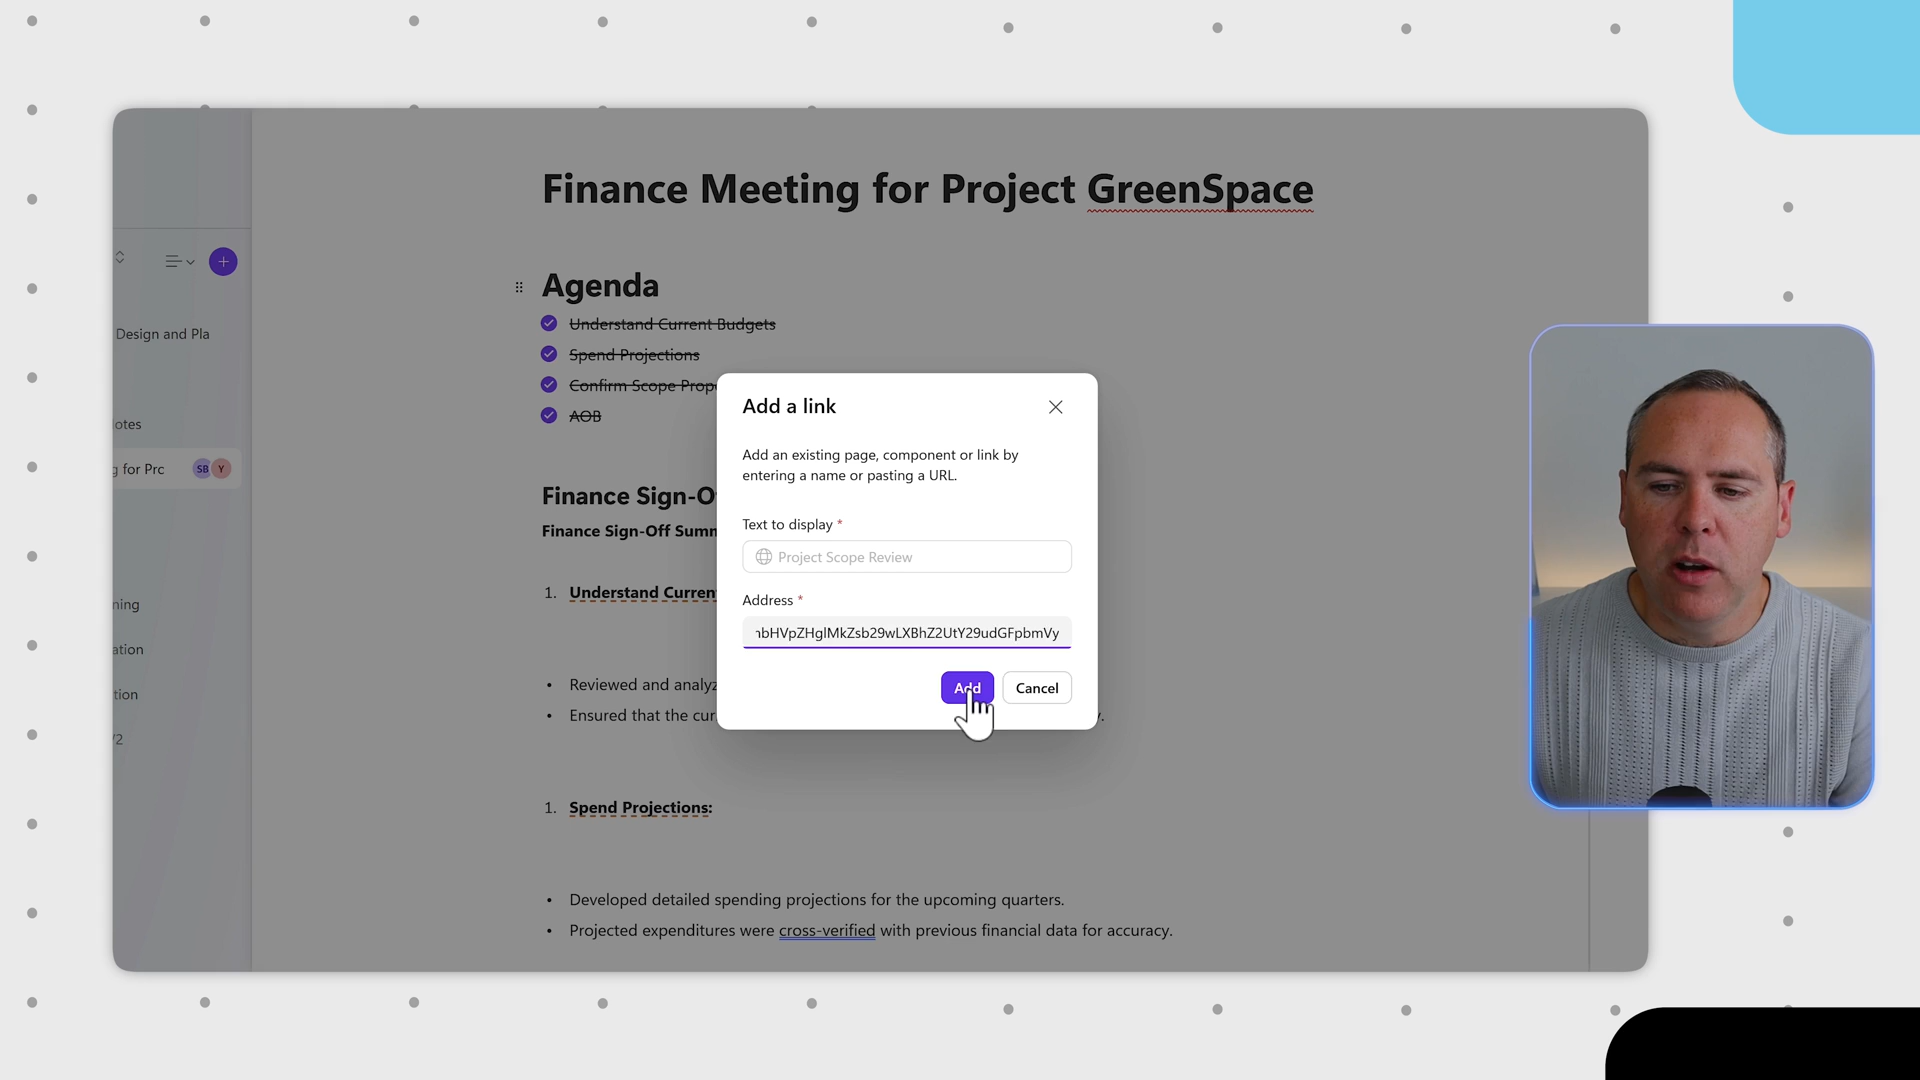 Finance Meeting for Project GreenSpace
Agenda
Understand Current Budgets
Spend Projections
Confirm Scope Prop
AOB
Design and Pla
otes
g for Prc SB Y
ning
ation
tion
/2
Finance Sign-O
Finance Sign-Off Summ
1. Understand Curren
• Reviewed and analyz
• Ensured that the cur
1. Spend Projections:
• Developed detailed spending projections for the upcoming quarters.
• Projected expenditures were cross-verified with previous financial data for accuracy.
Add a link
Add an existing page, component or link by
entering a name or pasting a URL.
Text to display *
Project Scope Review
Address *
nbHVpZHglMkZsb29wLXBhZ2UtY29udGFpbmVy
Add
Cancel